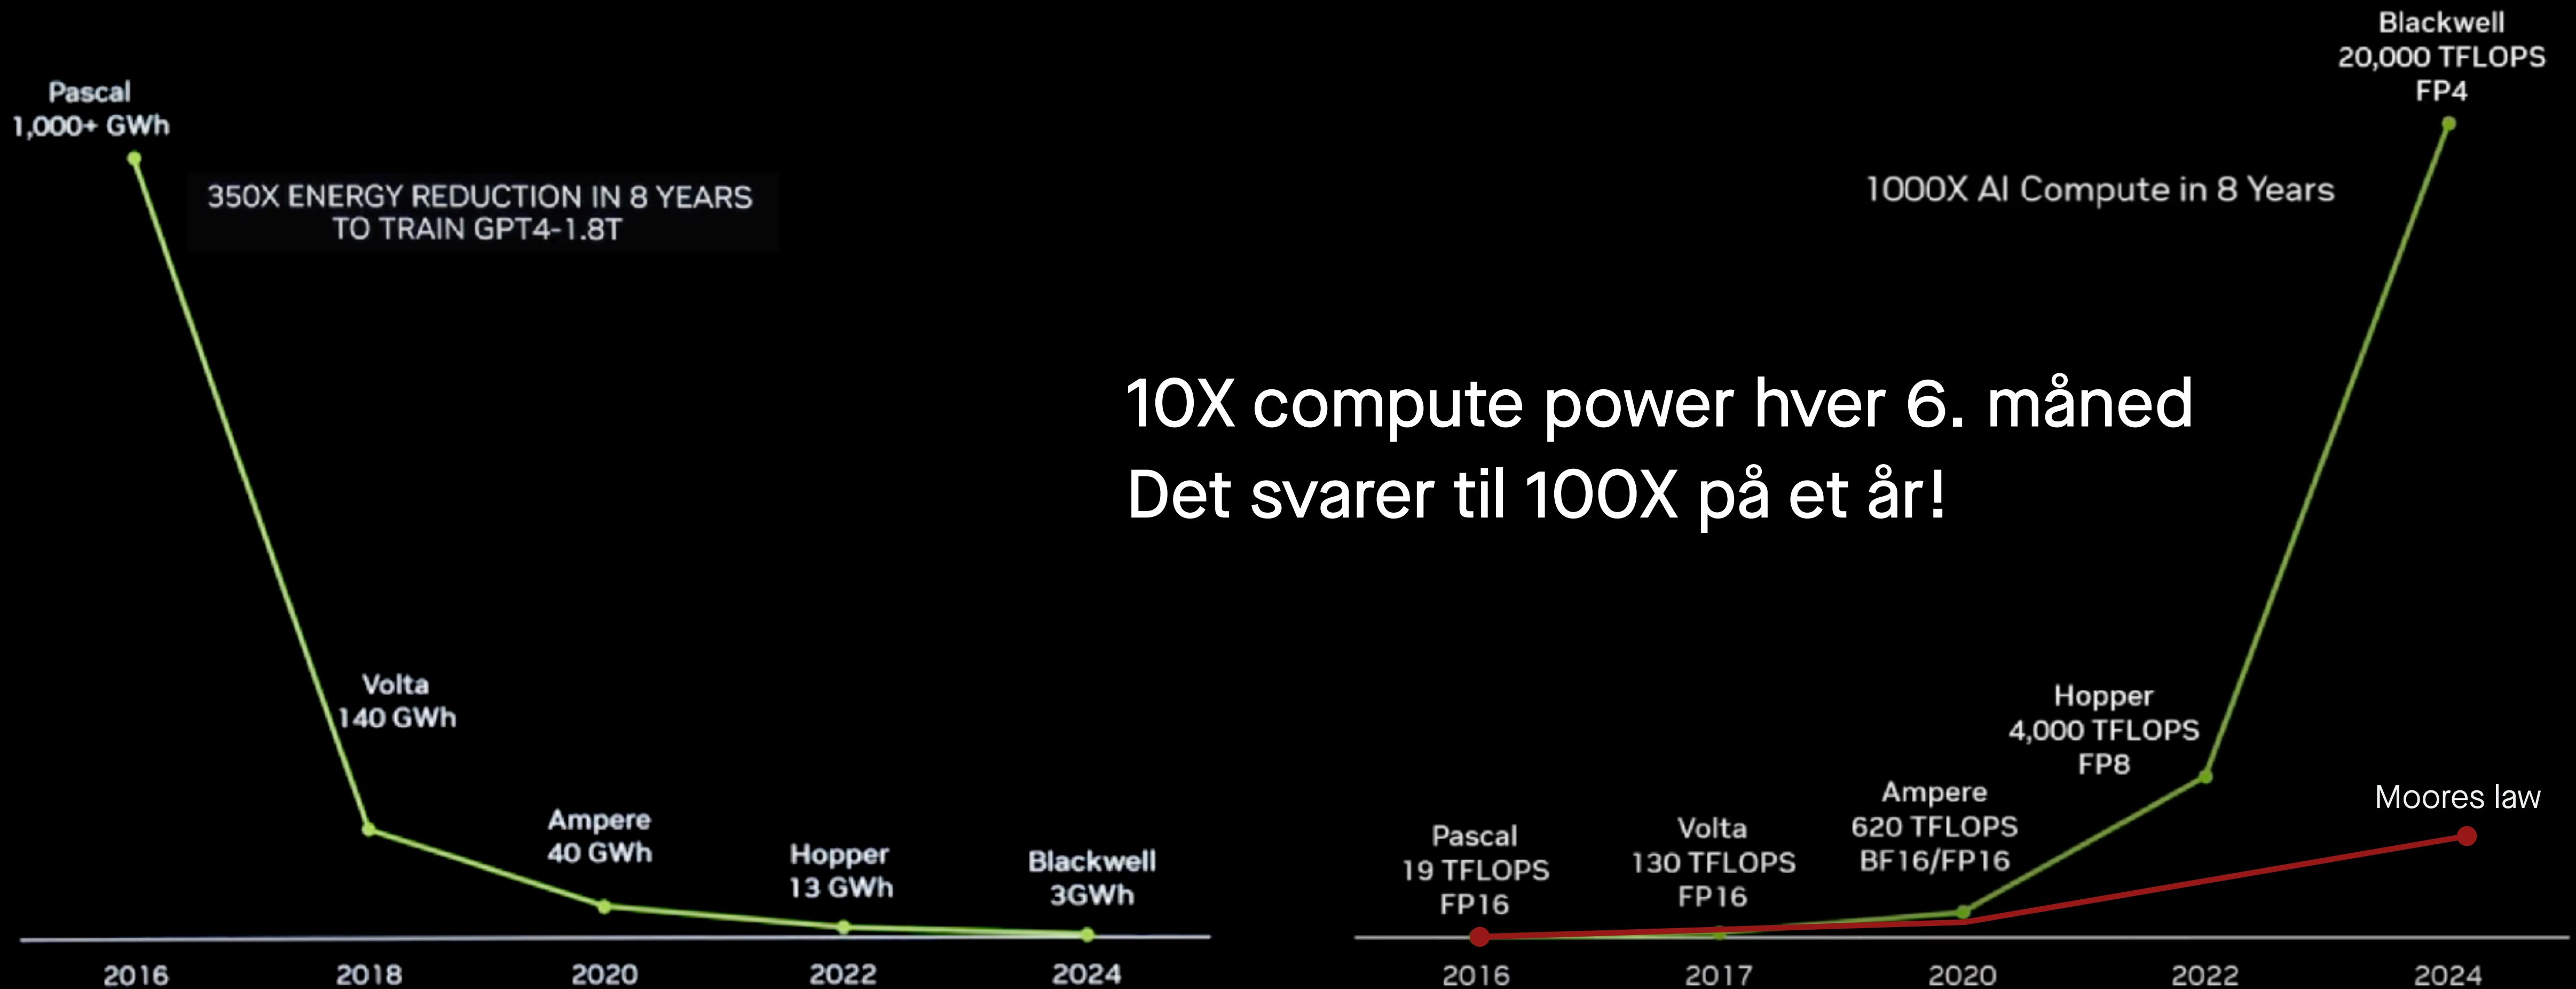 Pascal
1,000+ GWh
350X ENERGY REDUCTION IN 8 YEARS
TO TRAIN GPT4-1.8T
Volta
140 GWh
Ampere
40 GWh
Hopper
13 GWh
Blackwell
3GWh
2016
2018
2020
2022
2024
10X compute power hver 6. måned
Det svarer til 100X på et år!
Blackwell
20,000 TFLOPS
FP4
1000X AI Compute in 8 Years
Pascal
19 TFLOPS
FP16
Volta
130 TFLOPS
FP16
Ampere
620 TFLOPS
BF16/FP16
Hopper
4,000 TFLOPS
FP8
Moores law
2016
2017
2020
2022
2024